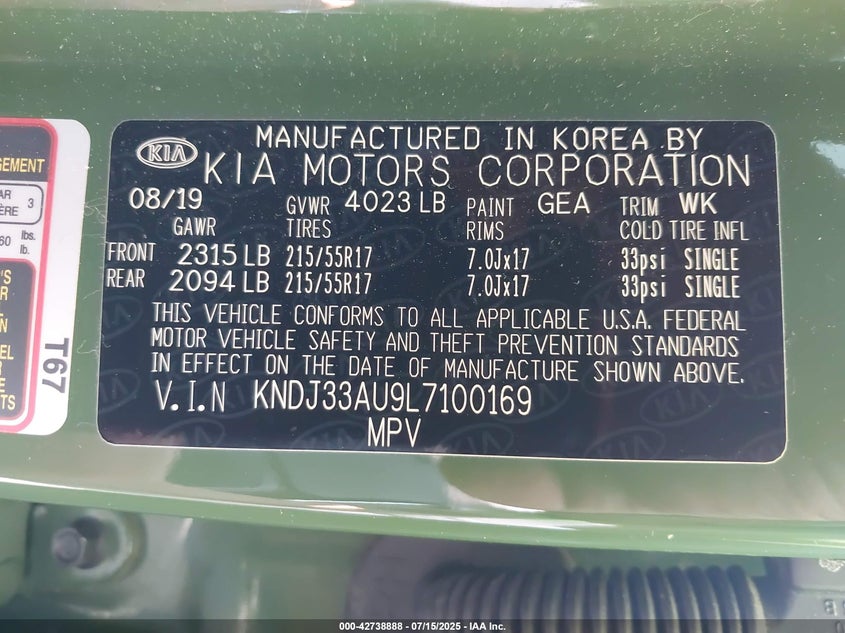 KIA
MANUFACTURED IN KOREA BY
KIA MOTORS CORPORATION
08/19 GVWR 4023 LB PAINT GEA TRIM WK
GAWR TIRES RIMS COLD TIRE INFL
FRONT 2315 LB 215/55R17 7.0Jx17 33psi SINGLE
REAR 2094 LB 215/55R17 7.0Jx17 33psi SINGLE
THIS VEHICLE CONFORMS TO ALL APPLICABLE U.S.A. FEDERAL
MOTOR VEHICLE SAFETY AND THEFT PREVENTION STANDARDS
IN EFFECT ON THE DATE OF MANUFACTURE SHOWN ABOVE.
V.I.N KNDJ33AU9L7100169
MPV
3
lbs.
lb.
T67
000-42738888 - 07/15/2025 - IAA Inc.